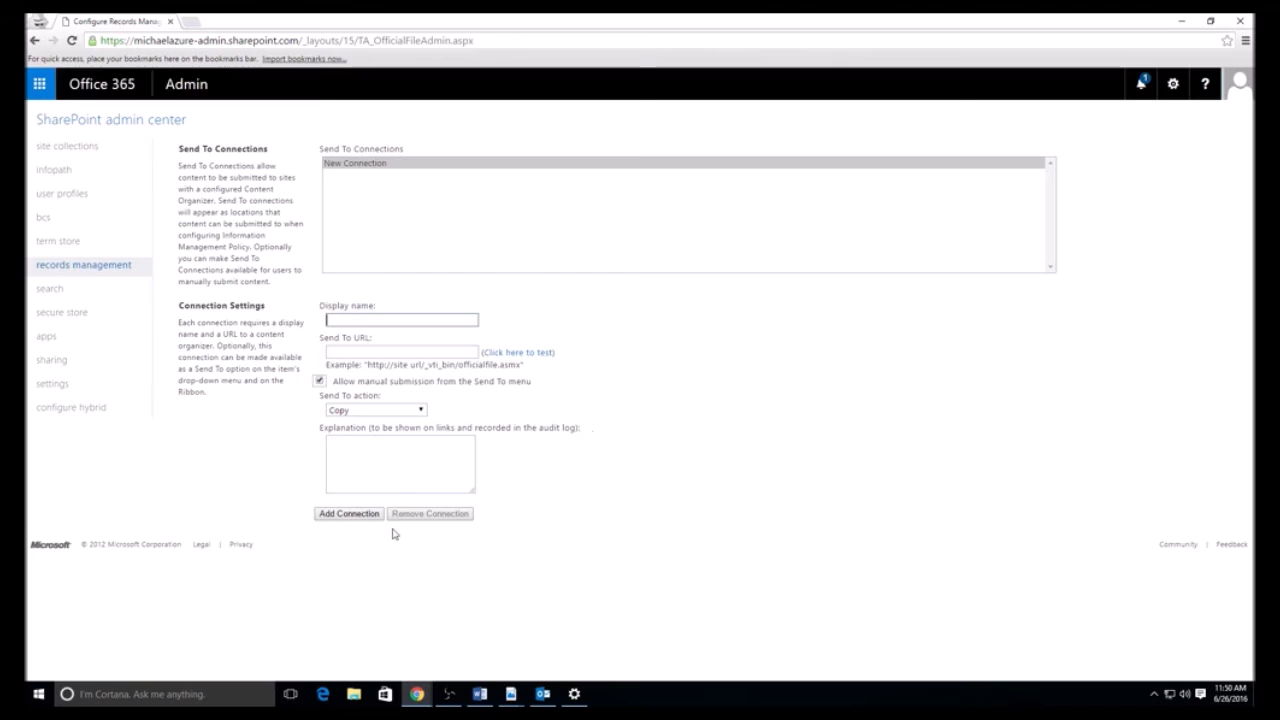 Configure Records Mana
https://michaelazure-admin.sharepoint.com/_layouts/15/TA_OfficialFileAdmin.aspx
For quick access, place your bookmarks here on the bookmarks bar. Import bookmarks now...
Office 365
Admin
1
?
SharePoint admin center
site collections
infopath
user profiles
bcs
term store
records management
search
secure store
apps
sharing
settings
configure hybrid
Send To Connections
Send To Connections allow
content to be submitted to sites
with a configured Content
Organizer. Send To connections
will appear as locations that
content can be submitted to when
configuring Information
Management Policy. Optionally
you can make Send To
Connections available for users to
manually submit content.
Send To Connections
New Connection
Connection Settings
Each connection requires a display
name and a URL to a content
organizer. Optionally, this
connection can be made available
as a Send To option on the item's
drop-down menu and on the
Ribbon.
Display name:
Send To URL:
(Click here to test)
Example: "http://site url/_vti_bin/officialfile.asmx"
Allow manual submission from the Send To menu
Send To action:
Copy
Explanation (to be shown on links and recorded in the audit log):
Add Connection
Remove Connection
Microsoft
© 2012 Microsoft Corporation
Legal
|
Privacy
Community
|
Feedback
I'm Cortana. Ask me anything.
11:50 AM
6/26/2016